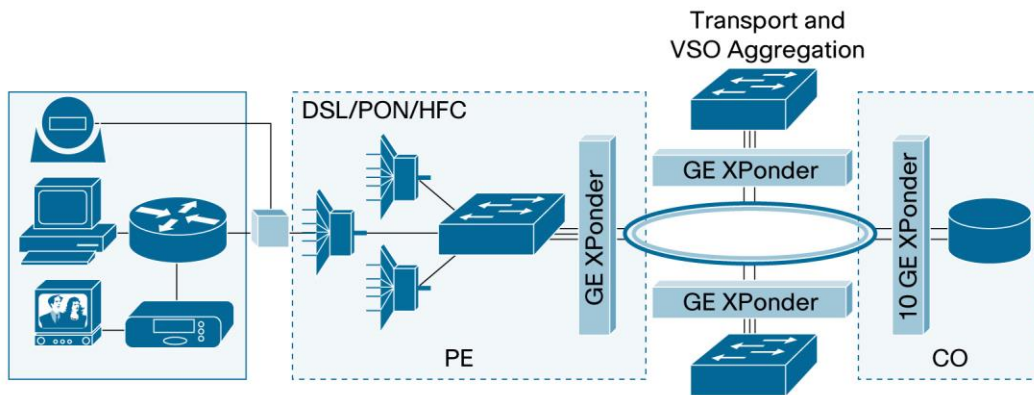 Transport and
VSO Aggregation
DSL/PON/HFC
GE XPonder
GE XPonder
GE XPonder
10 GE XPonder
PE
CO